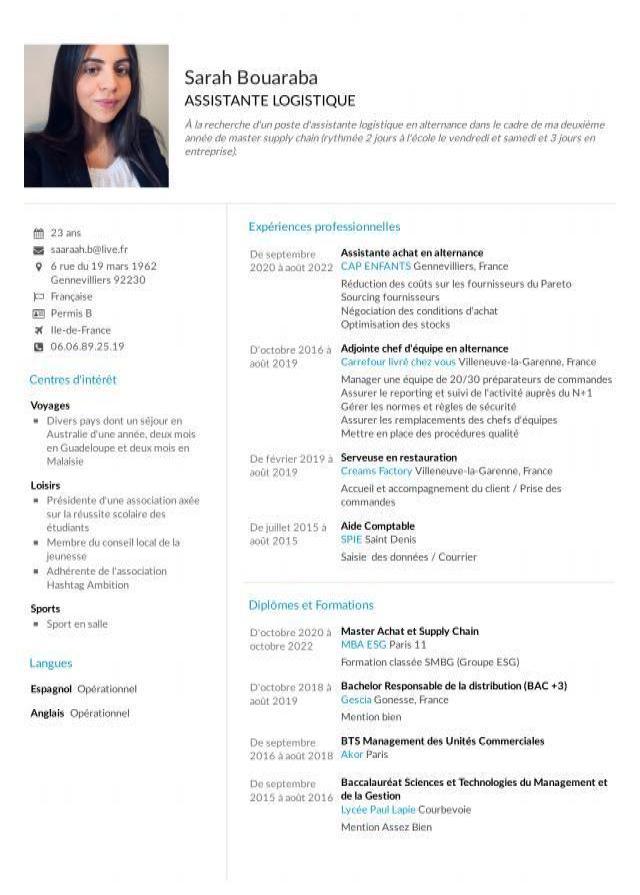 Sarah Bouaraba
ASSISTANTE LOGISTIQUE
À la recherche d'un poste d'assistante logistique en alternance dans le cadre de ma deuxième
année de master supply chain (rythmée 2 jours à l'école le vendredi et samedi et 3 jours en
entreprise).
23 ans
saaraah.b@live.fr
6 rue du 19 mars 1962
Gennevilliers 92230
Française
Permis B
Ile-de-France
06.06.89.25.19
Centres d'intérêt
Voyages
Divers pays dont un séjour en
Australie d'une année, deux mois
en Guadeloupe et deux mois en
Malaisie
Loisirs
Présidente d'une association axée
sur la réussite scolaire des
étudiants
Membre du conseil local de la
jeunesse
Adhérente de l'association
Hashtag Ambition
Sports
Sport en salle
Langues
Espagnol Opérationnel
Anglais Opérationnel
Expériences professionnelles
De septembre
2020 à août 2022
Assistante achat en alternance
CAP ENFANTS Gennevilliers, France
Réduction des coûts sur les fournisseurs du Pareto
Sourcing fournisseurs
Négociation des conditions d'achat
Optimisation des stocks
D'octobre 2016 à
août 2019
Adjointe chef d'équipe en alternance
Carrefour livré chez vous Villeneuve-la-Garenne, France
Manager une équipe de 20/30 préparateurs de commandes
Assurer le reporting et suivi de l'activité auprès du N+1
Gérer les normes et règles de sécurité
Assurer les remplacements des chefs d'équipes
Mettre en place des procédures qualité
De février 2019 à
août 2019
Serveuse en restauration
Creams Factory Villeneuve-la-Garenne, France
Accueil et accompagnement du client / Prise des
commandes
De juillet 2015 à
août 2015
Aide Comptable
SPIE Saint Denis
Saisie des données / Courrier
Diplômes et Formations
D'octobre 2020 à
octobre 2022
Master Achat et Supply Chain
MBA ESG Paris 11
Formation classée SMBG (Groupe ESG)
D'octobre 2018 à
août 2019
Bachelor Responsable de la distribution (BAC +3)
Gescia Gonesse, France
Mention bien
De septembre
2016 à août 2018
BTS Management des Unités Commerciales
Akor Paris
De septembre
2015 à août 2016
Baccalauréat Sciences et Technologies du Management et
de la Gestion
Lycée Paul Lapie Courbevoie
Mention Assez Bien